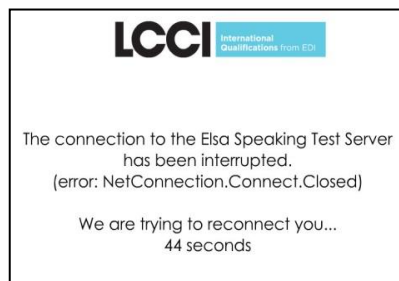 LCCI
International
Qualifications from EDI
The connection to the Elsa Speaking Test Server
has been interrupted.
(error: NetConnection.Connect.Closed)
We are trying to reconnect you...
44 seconds